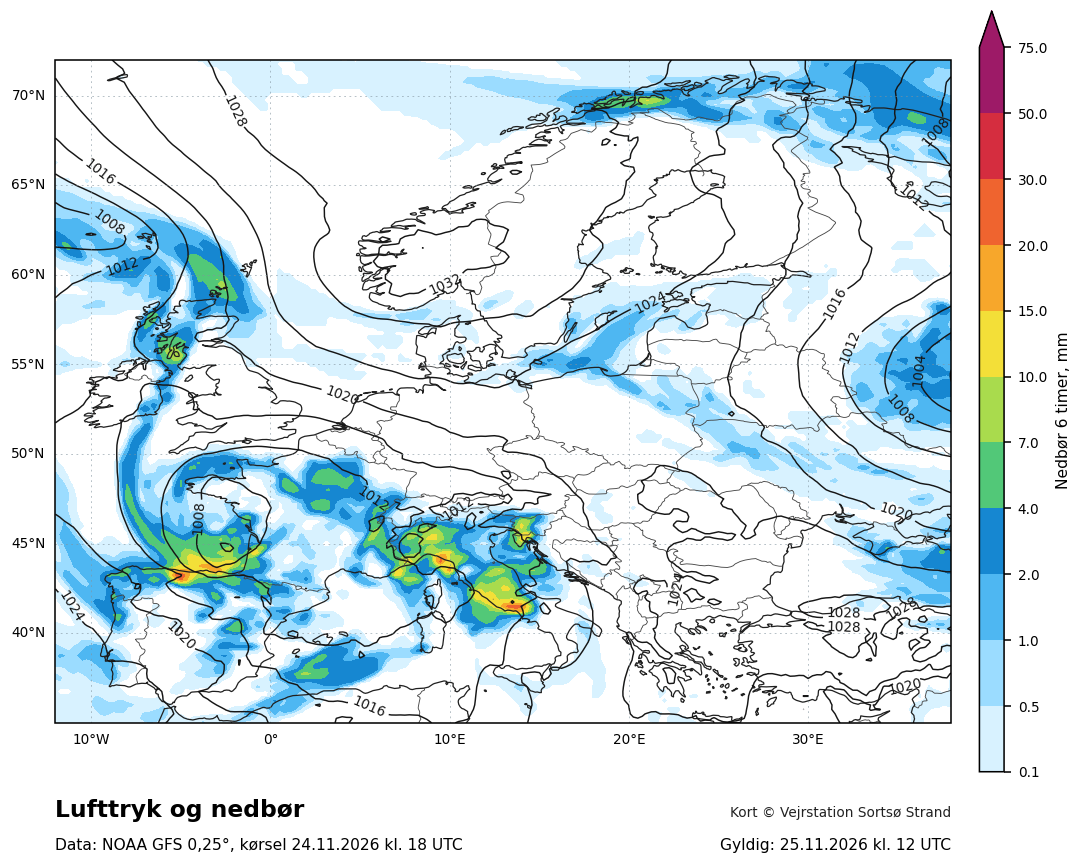 75.0
50.0
30.0
20.0
15.0
10.0
7.0
4.0
2.0
1.0
0.5
0.1
Nedbør 6 timer, mm
70°N
65°N
60°N
55°N
50°N
45°N
40°N
10°W
0°
10°E
20°E
30°E
1028
1016
1008
1012
1032
1024
1020
1008
1012
1016
1012
1004
1008
1008
1012
1012
1020
1024
1020
1016
1024
1028
1028
1028
1020
Lufttryk og nedbør
Kort © Vejrstation Sortsø Strand
Data: NOAA GFS 0,25°, kørsel 24.11.2026 kl. 18 UTC
Gyldig: 25.11.2026 kl. 12 UTC